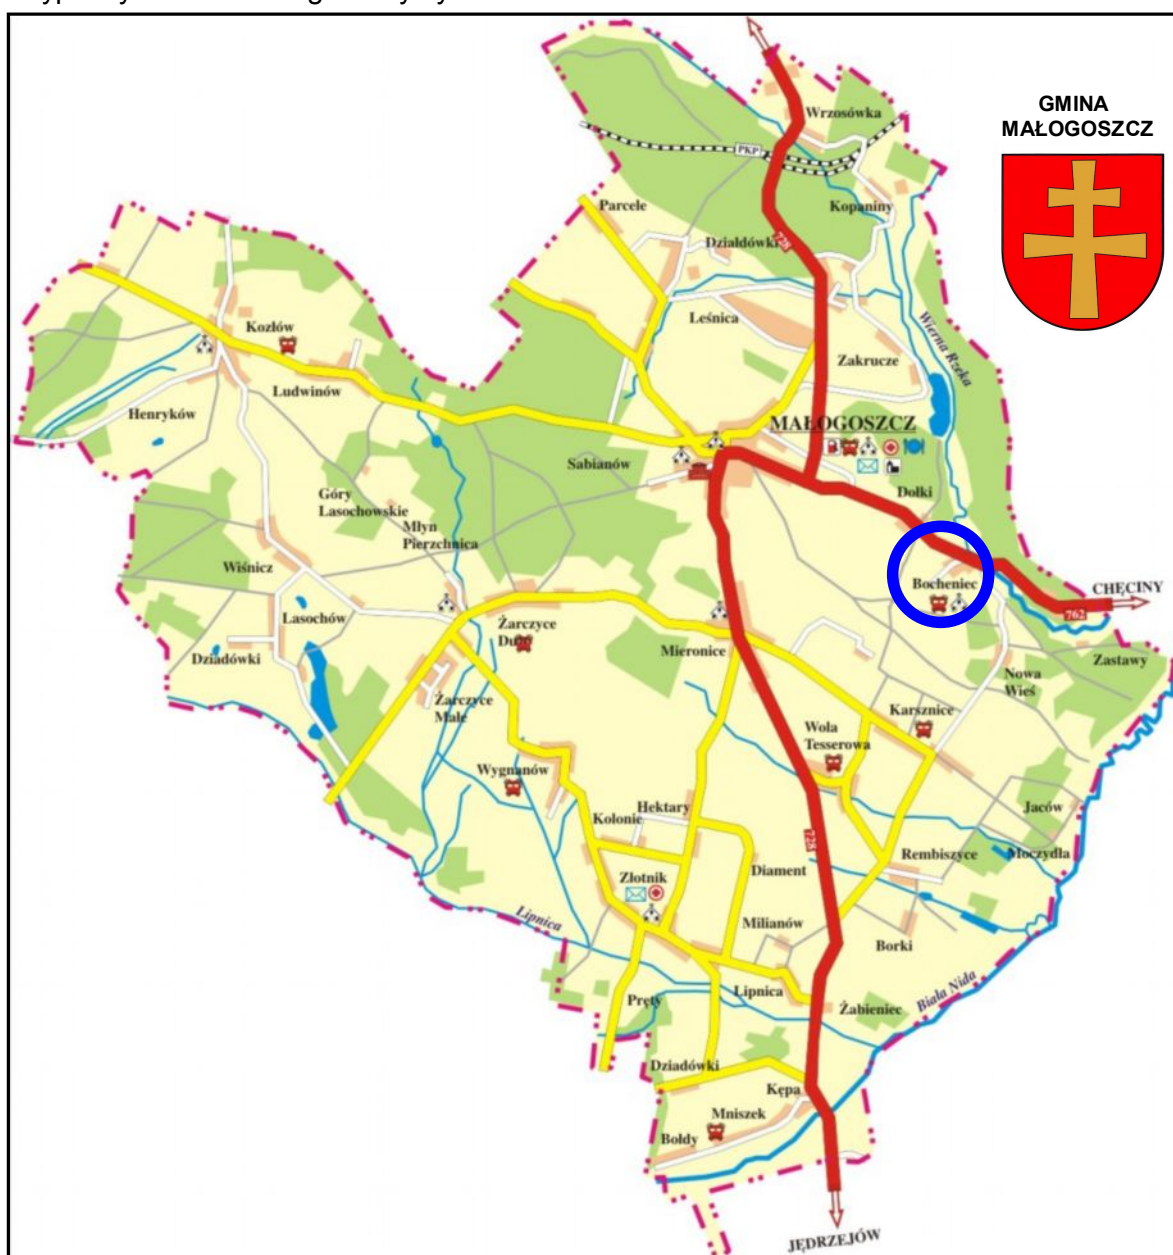 GMINA
MAŁOGOSZCZ
Wrzosówka
PKP
Parcele
Kopaniny
Działdówki
728
Leśnica
Wierna Rzeka
Kozłów
Zakrucze
Ludwinów
Henryków
MAŁOGOSZCZ
Sabianów
Góry
Lasochowskie
Dołki
Młyn
Pierzchnica
Wiśnicz
Bocheniec
CHĘCINY
762
Lasochów
Żarczyce
Duże
Dziadówki
Mieronice
Zastawy
Nowa
Wieś
Żarczyce
Małe
Karsznice
Wola
Tesserowa
Wygnanów
Hektary
Jaców
Kolonie
728
Rembiszyce
Moczydła
Diament
Złotnik
Lipnica
Milianów
Borki
Biała Nida
Lipnica
Pręty
Żabieniec
Dziadówki
Kępa
Mniszek
Bołdy
JĘDRZEJÓW